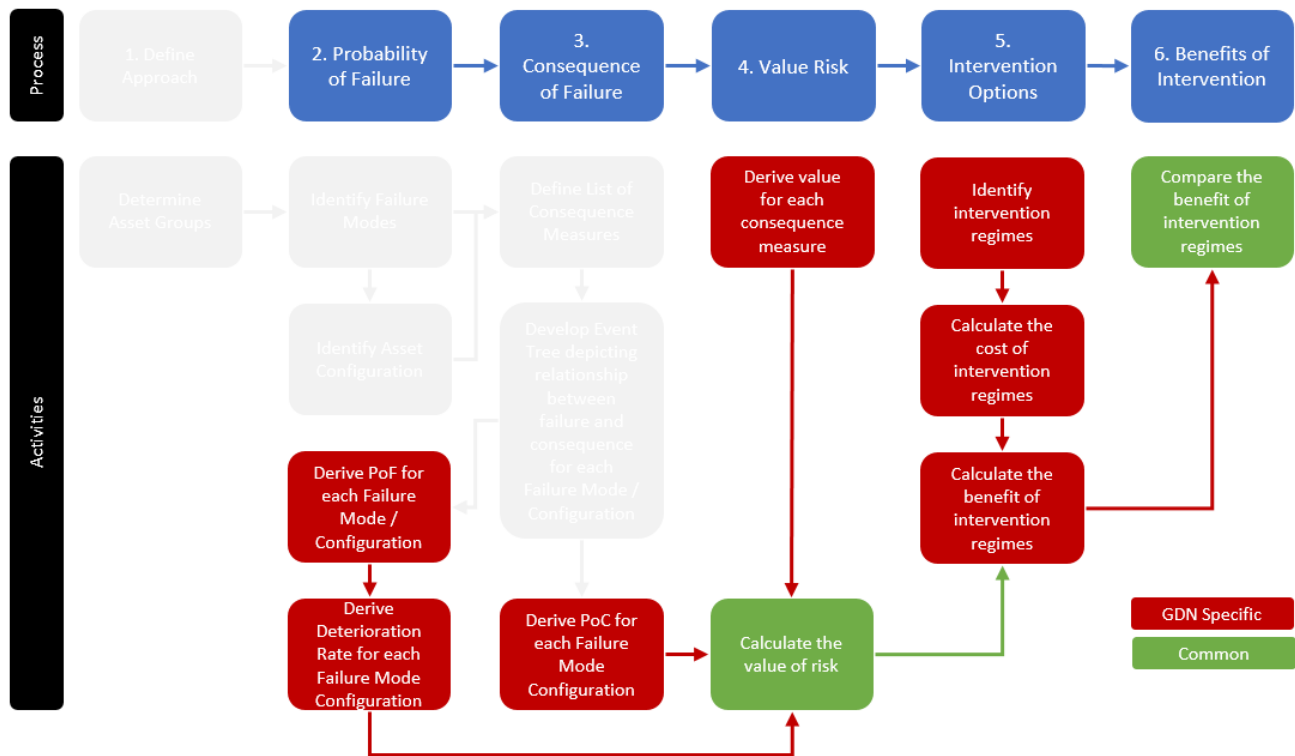 Process
1. Define
Approach
2. Probability
of Failure
3.
Consequence
of Failure
4. Value Risk
5.
Intervention
Options
6. Benefits of
Intervention
Activities
Determine
Asset Groups
Identify Failure
Modes
Define List of
Consequence
Measures
Derive value
for each
consequence
measure
Identify
intervention
regimes
Compare the
benefit of
intervention
regimes
Identify Asset
Configuration
Develop Event
Tree depicting
relationship
between
failure and
consequence
for each
Failure Mode /
Configuration
Calculate the
cost of
intervention
regimes
Derive PoF for
each Failure
Mode /
Configuration
Calculate the
benefit of
intervention
regimes
Derive
Deterioration
Rate for each
Failure Mode
Configuration
Derive PoC for
each Failure
Mode
Configuration
Calculate the
value of risk
GDN Specific
Common